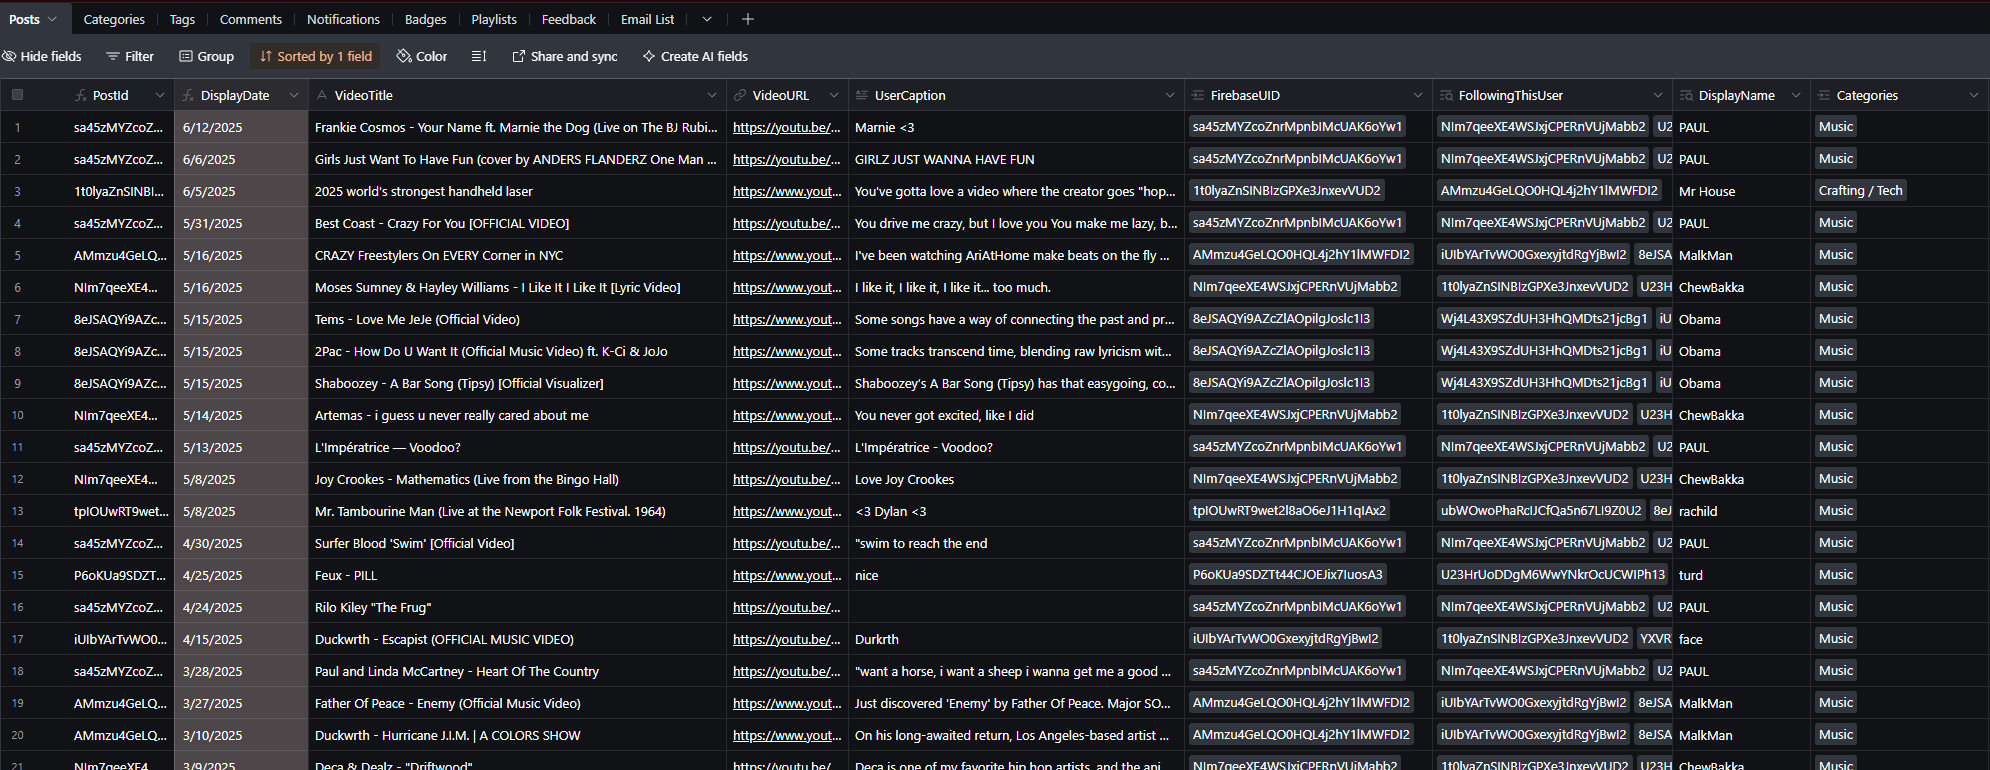 Posts Categories Tags Comments Notifications Badges Playlists Feedback Email List
Hide fields Filter Group Sorted by 1 field Color Share and sync Create AI fields
PostId DisplayDate VideoTitle VideoURL UserCaption FirebaseUID FollowingThisUser DisplayName Categories
1 sa45zMYZcoZ... 6/12/2025 Frankie Cosmos - Your Name ft. Marnie the Dog (Live on The BJ Rubi... https://youtu.be/... Marnie <3 sa45zMYZcoZnrMpnbIMcUAK6oYw1 NIm7qeeXE4WSJxjCPERnVUjMabb2 U2 PAUL Music
2 sa45zMYZcoZ... 6/6/2025 Girls Just Want To Have Fun (cover by ANDERS FLANDERZ One Man ... https://youtu.be/... GIRLZ JUST WANNA HAVE FUN sa45zMYZcoZnrMpnbIMcUAK6oYw1 NIm7qeeXE4WSJxjCPERnVUjMabb2 U2 PAUL Music
3 1t0lyaZnSINBI... 6/5/2025 2025 world's strongest handheld laser https://www.yout... You've gotta love a video where the creator goes "hop... 1t0lyaZnSINBIzGPXe3JnxevVUD2 AMmzu4GeLQO0HQL4j2hY1lMWFDI2 Mr House Crafting / Tech
4 sa45zMYZcoZ... 5/31/2025 Best Coast - Crazy For You [OFFICIAL VIDEO] https://youtu.be/... You drive me crazy, but I love you You make me lazy, b... sa45zMYZcoZnrMpnbIMcUAK6oYw1 NIm7qeeXE4WSJxjCPERnVUjMabb2 U2 PAUL Music
5 AMmzu4GeLQ... 5/16/2025 CRAZY Freestylers On EVERY Corner in NYC https://www.yout... I've been watching AriAtHome make beats on the fly ... AMmzu4GeLQO0HQL4j2hY1lMWFDI2 iUIbYArTvWO0GxexyjtdRgYjBwI2 8eJSA MalkMan Music
6 NIm7qeeXE4... 5/16/2025 Moses Sumney & Hayley Williams - I Like It I Like It [Lyric Video] https://www.yout... I like it, I like it, I like it... too much. NIm7qeeXE4WSJxjCPERnVUjMabb2 1t0lyaZnSINBIzGPXe3JnxevVUD2 U23H ChewBakka Music
7 8eJSAQYi9AZc... 5/15/2025 Tems - Love Me JeJe (Official Video) https://www.yout... Some songs have a way of connecting the past and pr... 8eJSAQYi9AZcZlAOpilgJoslc1I3 Wj4L43X9SZdUH3HhQMDts21jcBg1 iU Obama Music
8 8eJSAQYi9AZc... 5/15/2025 2Pac - How Do U Want It (Official Music Video) ft. K-Ci & JoJo https://www.yout... Some tracks transcend time, blending raw lyricism wit... 8eJSAQYi9AZcZlAOpilgJoslc1I3 Wj4L43X9SZdUH3HhQMDts21jcBg1 iU Obama Music
9 8eJSAQYi9AZc... 5/15/2025 Shaboozey - A Bar Song (Tipsy) [Official Visualizer] https://www.yout... Shaboozey's A Bar Song (Tipsy) has that easygoing, co... 8eJSAQYi9AZcZlAOpilgJoslc1I3 Wj4L43X9SZdUH3HhQMDts21jcBg1 iU Obama Music
10 NIm7qeeXE4... 5/14/2025 Artemas - i guess u never really cared about me https://www.yout... You never got excited, like I did NIm7qeeXE4WSJxjCPERnVUjMabb2 1t0lyaZnSINBIzGPXe3JnxevVUD2 U23H ChewBakka Music
11 sa45zMYZcoZ... 5/13/2025 L'Impératrice — Voodoo? https://youtu.be/... L'Impératrice - Voodoo? sa45zMYZcoZnrMpnbIMcUAK6oYw1 NIm7qeeXE4WSJxjCPERnVUjMabb2 U2 PAUL Music
12 NIm7qeeXE4... 5/8/2025 Joy Crookes - Mathematics (Live from the Bingo Hall) https://www.yout... Love Joy Crookes NIm7qeeXE4WSJxjCPERnVUjMabb2 1t0lyaZnSINBIzGPXe3JnxevVUD2 U23H ChewBakka Music
13 tpIOUwRT9wet... 5/8/2025 Mr. Tambourine Man (Live at the Newport Folk Festival. 1964) https://www.yout... <3 Dylan <3 tpIOUwRT9wet2l8aO6eJ1H1qIAx2 ubWOwoPhaRcIJCfQa5n67LI9Z0U2 8eJ rachild Music
14 sa45zMYZcoZ... 4/30/2025 Surfer Blood 'Swim' [Official Video] https://youtu.be/... "swim to reach the end sa45zMYZcoZnrMpnbIMcUAK6oYw1 NIm7qeeXE4WSJxjCPERnVUjMabb2 U2 PAUL Music
15 P6oKUa9SDZT... 4/25/2025 Feux - PILL https://www.yout... nice P6oKUa9SDZTt44CJOEJix7IuosA3 U23HrUoDDgM6WwYNkrOcUCWIPh13 turd Music
16 sa45zMYZcoZ... 4/24/2025 Rilo Kiley "The Frug" https://youtu.be/... sa45zMYZcoZnrMpnbIMcUAK6oYw1 NIm7qeeXE4WSJxjCPERnVUjMabb2 U2 PAUL Music
17 iUIbYArTvWO0... 4/15/2025 Duckwrth - Escapist (OFFICIAL MUSIC VIDEO) https://www.yout... Durkrth iUIbYArTvWO0GxexyjtdRgYjBwI2 1t0lyaZnSINBIzGPXe3JnxevVUD2 YXVR face Music
18 sa45zMYZcoZ... 3/28/2025 Paul and Linda McCartney - Heart Of The Country https://youtu.be/... "want a horse, i want a sheep i wanna get me a good ... sa45zMYZcoZnrMpnbIMcUAK6oYw1 NIm7qeeXE4WSJxjCPERnVUjMabb2 U2 PAUL Music
19 AMmzu4GeLQ... 3/27/2025 Father Of Peace - Enemy (Official Music Video) https://www.yout... Just discovered 'Enemy' by Father Of Peace. Major SO... AMmzu4GeLQO0HQL4j2hY1lMWFDI2 iUIbYArTvWO0GxexyjtdRgYjBwI2 8eJSA MalkMan Music
20 AMmzu4GeLQ... 3/10/2025 Duckwrth - Hurricane J.I.M. | A COLORS SHOW https://www.yout... On his long-awaited return, Los Angeles-based artist ... AMmzu4GeLQO0HQL4j2hY1lMWFDI2 iUIbYArTvWO0GxexyjtdRgYjBwI2 8eJSA MalkMan Music
21 NIm7qeeXE4... 3/9/2025 Deca & Dealz - "Driftwood" https://www.yout... Deca is one of my favorite hip hop artists, and the ani... NIm7qeeXE4WSJxjCPERnVUjMabb2 1t0lyaZnSINBIzGPXe3JnxevVUD2 U23H ChewBakka Music